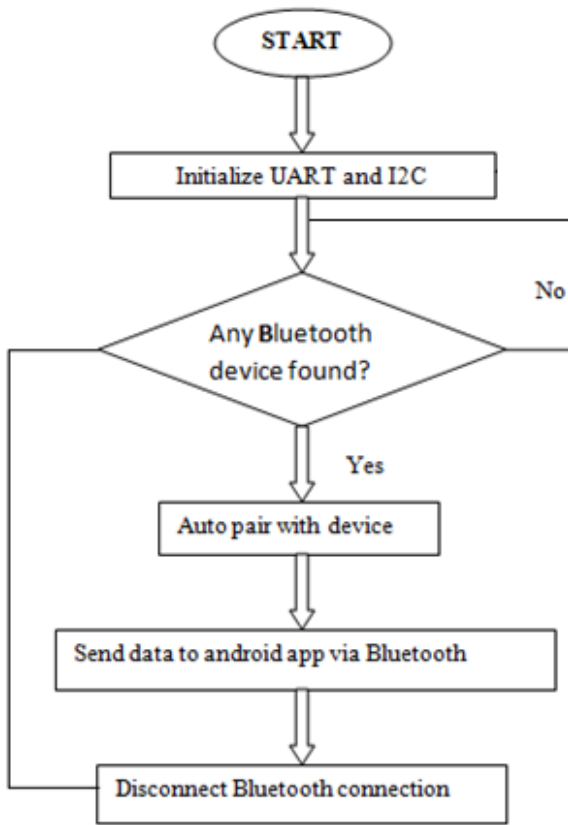 START
Initialize UART and I2C
No
Any Bluetooth
device found?
Yes
Auto pair with device
Send data to android app via Bluetooth
Disconnect Bluetooth connection